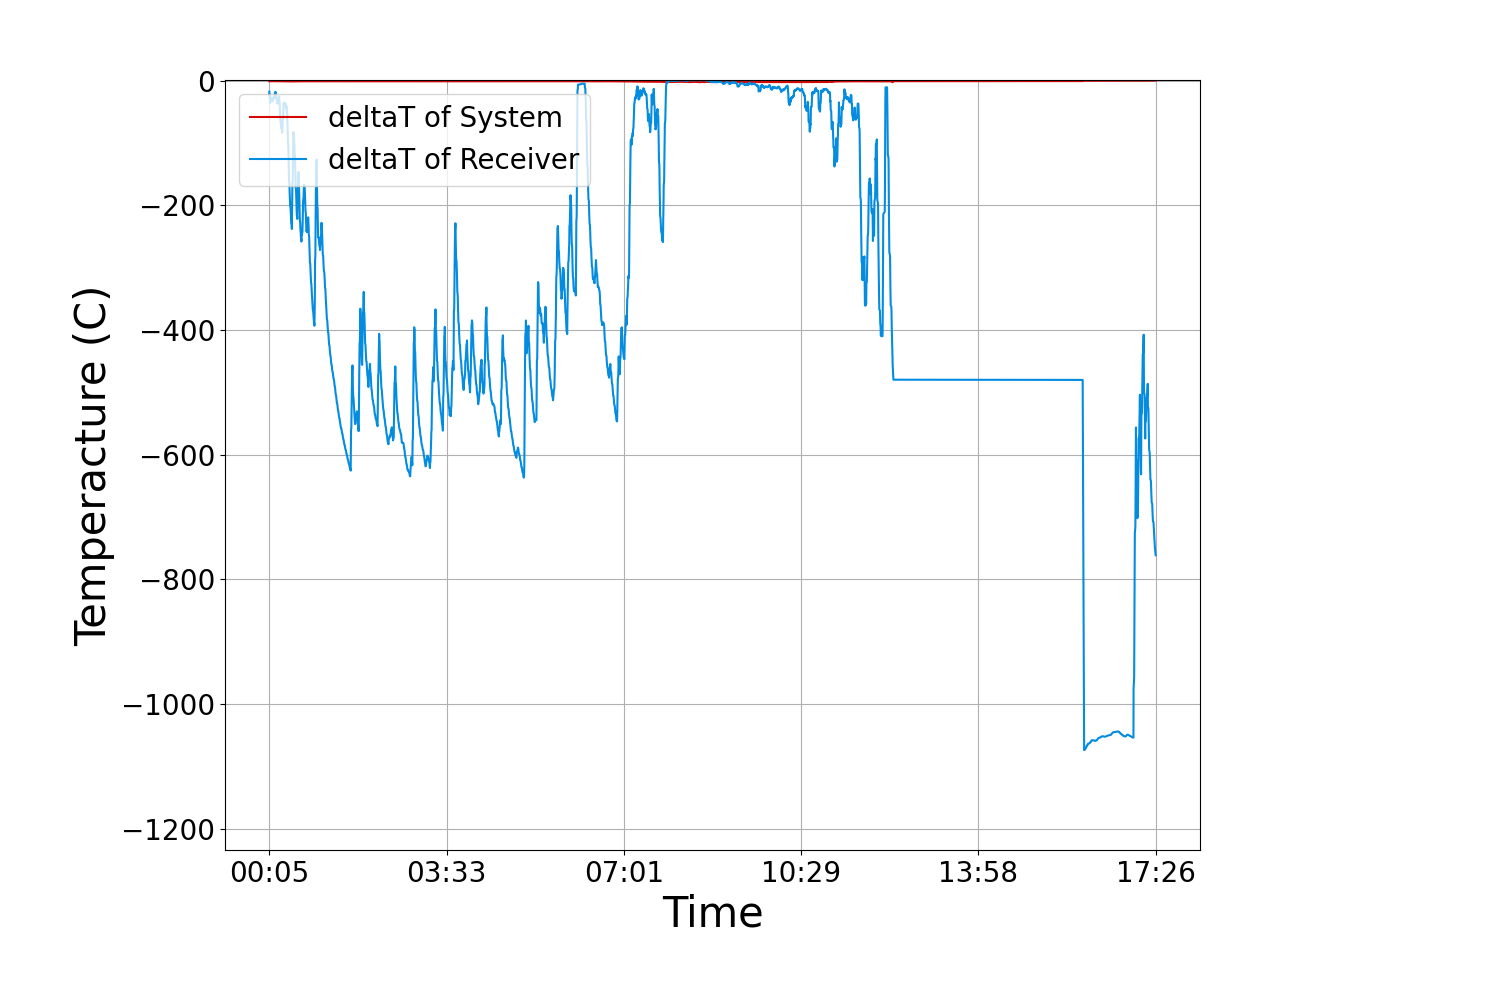 deltaT of System
deltaT of Receiver
0
−200
−400
−600
−800
−1000
−1200
Temperacture (C)
00:05 03:33 07:01 10:29 13:58 17:26
Time